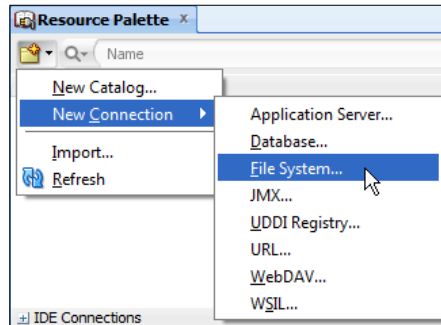 Resource Palette
Name
New Catalog...
New Connection
Import...
Refresh
Application Server...
Database...
File System...
JMX...
UDDI Registry...
URL...
WebDAV...
WSIL...
IDE Connections